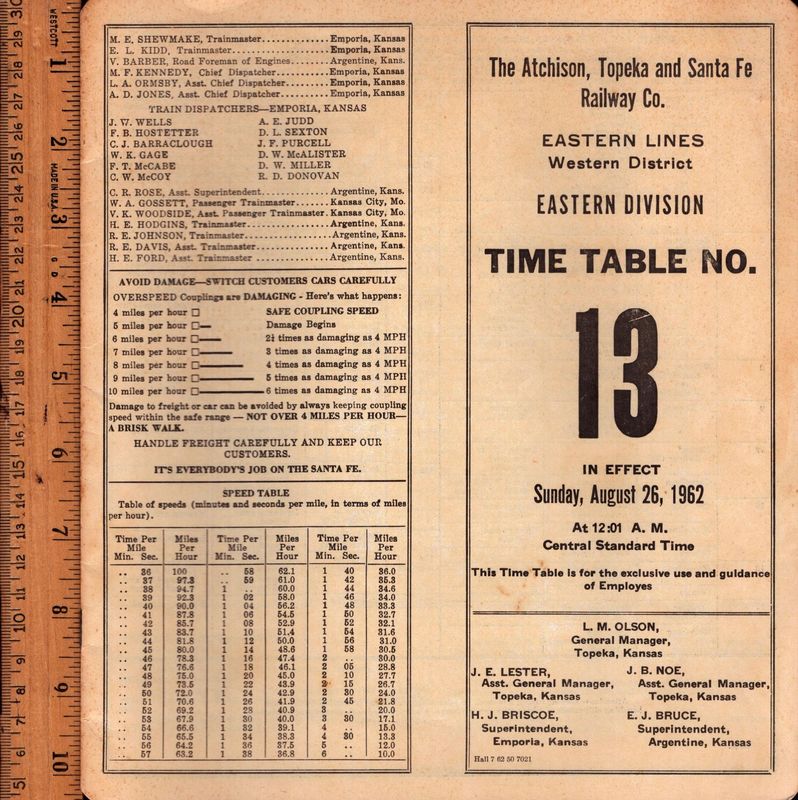 WESTCOTT
MADE IN U.S.A.
1
2
3
4
5
6
7
8
9
10
M. E. SHEWMAKE, Trainmaster..............Emporia, Kansas
E. L. KIDD, Trainmaster....................Emporia, Kansas
V. BARBER, Road Foreman of Engines........Argentine, Kans.
M. F. KENNEDY, Chief Dispatcher...........Emporia, Kansas
L. A. ORMSBY, Asst. Chief Dispatcher........Emporia, Kansas
A. D. JONES, Asst. Chief Dispatcher..........Emporia, Kansas
TRAIN DISPATCHERS—EMPORIA, KANSAS
J. W. WELLS A. E. JUDD
F. B. HOSTETTER D. L. SEXTON
C. J. BARRACLOUGH J. F. PURCELL
W. K. GAGE D. W. McALISTER
F. T. McCABE D. W. MILLER
C. W. McCOY R. D. DONOVAN
C. R. ROSE, Asst. Superintendent..............Argentine, Kans.
W. A. GOSSETT, Passenger Trainmaster.......Kansas City, Mo.
V. K. WOODSIDE, Asst. Passenger Trainmaster.Kansas City, Mo.
H. E. HODGINS, Trainmaster.................Argentine, Kans.
R. E. JOHNSON, Trainmaster.................Argentine, Kans.
R. E. DAVIS, Asst. Trainmaster..............Argentine, Kans.
H. E. FORD, Asst. Trainmaster ..............Argentine, Kans.
AVOID DAMAGE—SWITCH CUSTOMERS CARS CAREFULLY
OVERSPEED Couplings are DAMAGING - Here's what happens:
4 miles per hour SAFE COUPLING SPEED
5 miles per hour Damage Begins
6 miles per hour 2¼ times as damaging as 4 MPH
7 miles per hour 3 times as damaging as 4 MPH
8 miles per hour 4 times as damaging as 4 MPH
9 miles per hour 5 times as damaging as 4 MPH
10 miles per hour 6 times as damaging as 4 MPH
Damage to freight or car can be avoided by always keeping coupling
speed within the safe range — NOT OVER 4 MILES PER HOUR—
A BRISK WALK.
HANDLE FREIGHT CAREFULLY AND KEEP OUR
CUSTOMERS.
IT'S EVERYBODY'S JOB ON THE SANTA FE.
SPEED TABLE
Table of speeds (minutes and seconds per mile, in terms of miles
per hour).
Time Per Miles Time Per Miles Time Per Miles
Mile Per Mile Per Mile Per
Min. Sec. Hour Min. Sec. Hour Min. Sec. Hour
.. 36 100 .. 58 62.1 1 40 36.0
.. 37 97.3 .. 59 61.0 1 42 35.3
.. 38 94.7 1 .. 60.0 1 44 34.6
.. 39 92.3 1 02 58.0 1 46 34.0
.. 40 90.0 1 04 56.2 1 48 33.3
.. 41 87.8 1 06 54.5 1 50 32.7
.. 42 85.7 1 08 52.9 1 52 32.1
.. 43 83.7 1 10 51.4 1 54 31.6
.. 44 81.8 1 12 50.0 1 56 31.0
.. 45 80.0 1 14 48.6 1 58 30.5
.. 46 78.3 1 16 47.4 2 .. 30.0
.. 47 76.6 1 18 46.1 2 05 28.8
.. 48 75.0 1 20 45.0 2 10 27.7
.. 49 73.5 1 22 43.9 2 15 26.7
.. 50 72.0 1 24 42.9 2 30 24.0
.. 51 70.6 1 26 41.9 2 45 21.8
.. 52 69.2 1 28 40.9 3 .. 20.0
.. 53 67.9 1 30 40.0 3 30 17.1
.. 54 66.6 1 32 39.1 4 .. 15.0
.. 55 65.5 1 34 38.3 4 30 13.3
.. 56 64.2 1 36 37.5 5 .. 12.0
.. 57 63.2 1 38 36.8 6 .. 10.0
The Atchison, Topeka and Santa Fe
Railway Co.
EASTERN LINES
Western District
EASTERN DIVISION
TIME TABLE NO.
13
IN EFFECT
Sunday, August 26, 1962
At 12:01 A. M.
Central Standard Time
This Time Table is for the exclusive use and guidance
of Employes
L. M. OLSON,
General Manager,
Topeka, Kansas
J. E. LESTER, J. B. NOE,
Asst. General Manager, Asst. General Manager,
Topeka, Kansas Topeka, Kansas
H. J. BRISCOE, E. J. BRUCE,
Superintendent, Superintendent,
Emporia, Kansas Argentine, Kansas
Hall 7 62 50 7021